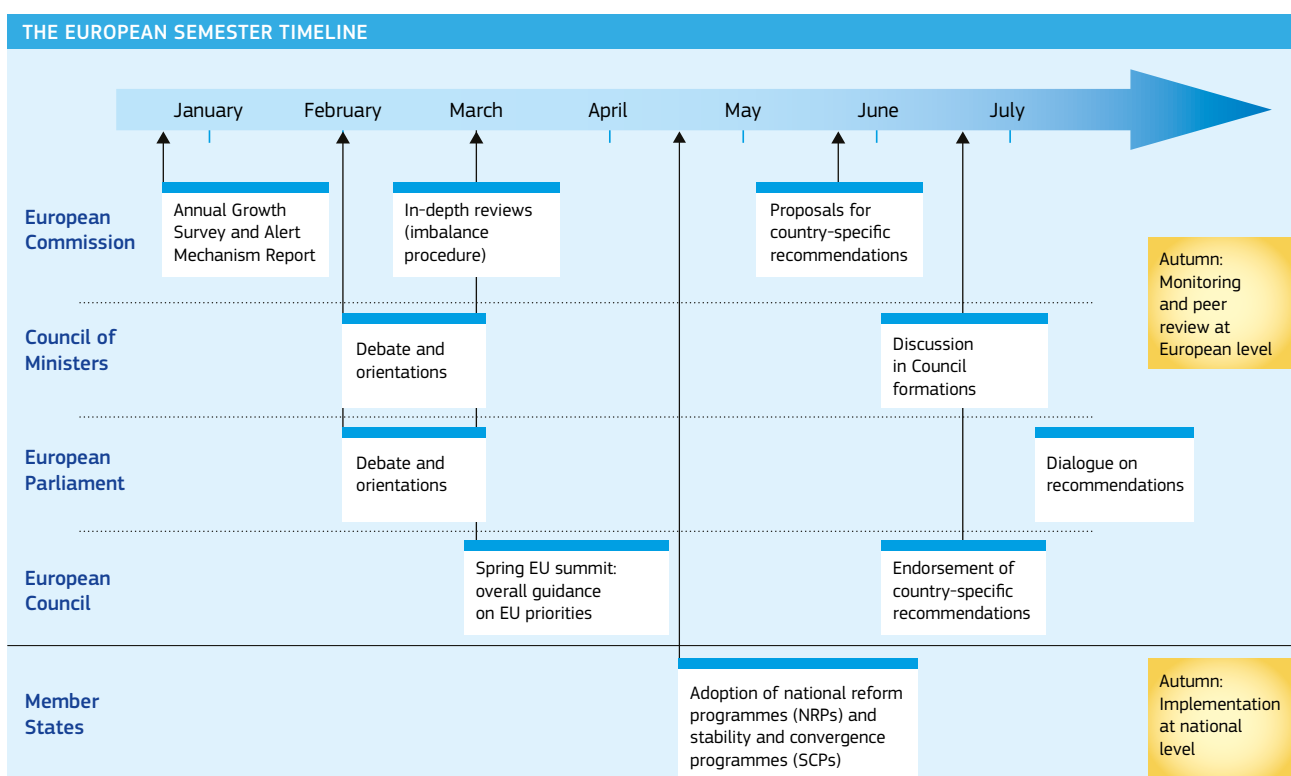 THE EUROPEAN SEMESTER TIMELINE
January February March April May June July
European
Commission
Annual Growth
Survey and Alert
Mechanism Report
In-depth reviews
(imbalance
procedure)
Proposals for
country-specific
recommendations
Autumn:
Monitoring
and peer
review at
European level
Council of
Ministers
Debate and
orientations
Discussion
in Council
formations
European
Parliament
Debate and
orientations
Dialogue on
recommendations
European
Council
Spring EU summit:
overall guidance
on EU priorities
Endorsement of
country-specific
recommendations
Member
States
Adoption of national reform
programmes (NRPs) and
stability and convergence
programmes (SCPs)
Autumn:
Implementation
at national
level